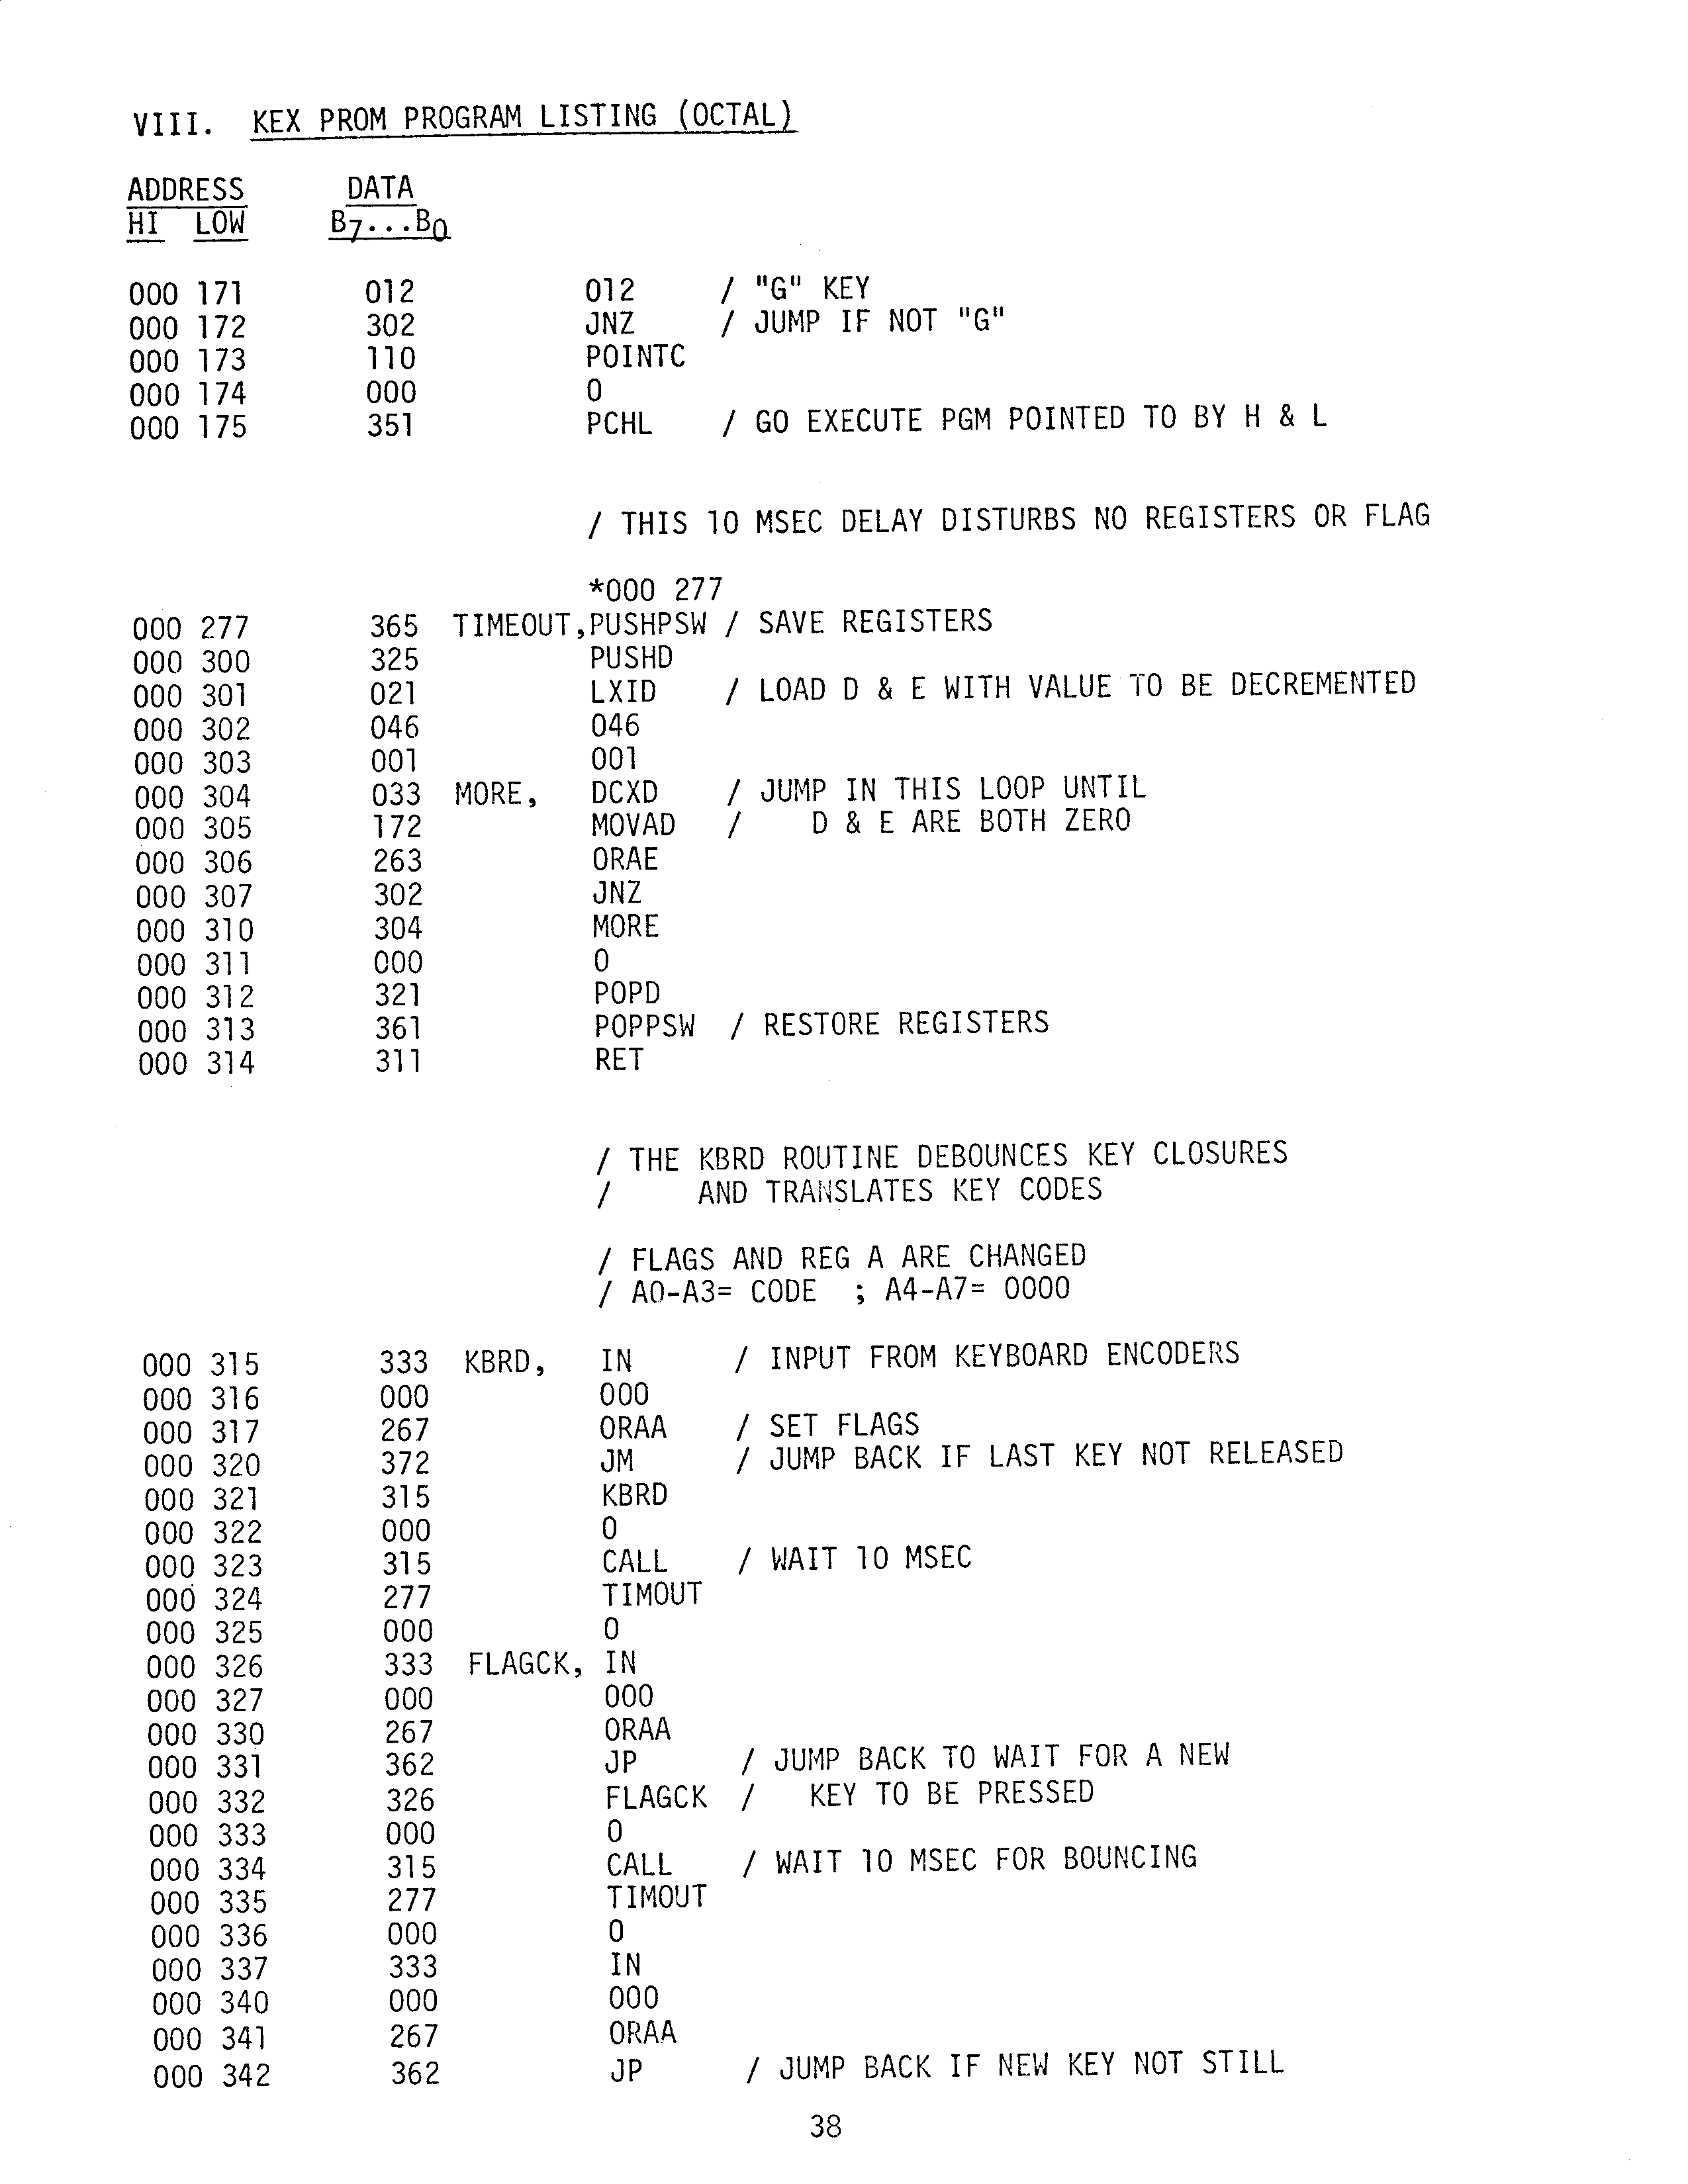 VIII. KEX PROM PROGRAM LISTING (OCTAL)
ADDRESS DATA
HI LOW B7...B0
000 171 012 012 / "G" KEY
000 172 302 JNZ / JUMP IF NOT "G"
000 173 110 POINTC
000 174 000 0
000 175 351 PCHL / GO EXECUTE PGM POINTED TO BY H & L
/ THIS 10 MSEC DELAY DISTURBS NO REGISTERS OR FLAG
*000 277
000 277 365 TIMEOUT,PUSHPSW / SAVE REGISTERS
000 300 325 PUSHD
000 301 021 LXID / LOAD D & E WITH VALUE TO BE DECREMENTED
000 302 046 046
000 303 001 001
000 304 033 MORE, DCXD / JUMP IN THIS LOOP UNTIL
000 305 172 MOVAD / D & E ARE BOTH ZERO
000 306 263 ORAE
000 307 302 JNZ
000 310 304 MORE
000 311 000 0
000 312 321 POPD
000 313 361 POPPSW / RESTORE REGISTERS
000 314 311 RET
/ THE KBRD ROUTINE DEBOUNCES KEY CLOSURES
/ AND TRANSLATES KEY CODES
/ FLAGS AND REG A ARE CHANGED
/ A0-A3= CODE ; A4-A7= 0000
000 315 333 KBRD, IN / INPUT FROM KEYBOARD ENCODERS
000 316 000 000
000 317 267 ORAA / SET FLAGS
000 320 372 JM / JUMP BACK IF LAST KEY NOT RELEASED
000 321 315 KBRD
000 322 000 0
000 323 315 CALL / WAIT 10 MSEC
000 324 277 TIMOUT
000 325 000 0
000 326 333 FLAGCK, IN
000 327 000 000
000 330 267 ORAA
000 331 362 JP / JUMP BACK TO WAIT FOR A NEW
000 332 326 FLAGCK / KEY TO BE PRESSED
000 333 000 0
000 334 315 CALL / WAIT 10 MSEC FOR BOUNCING
000 335 277 TIMOUT
000 336 000 0
000 337 333 IN
000 340 000 000
000 341 267 ORAA
000 342 362 JP / JUMP BACK IF NEW KEY NOT STILL
38